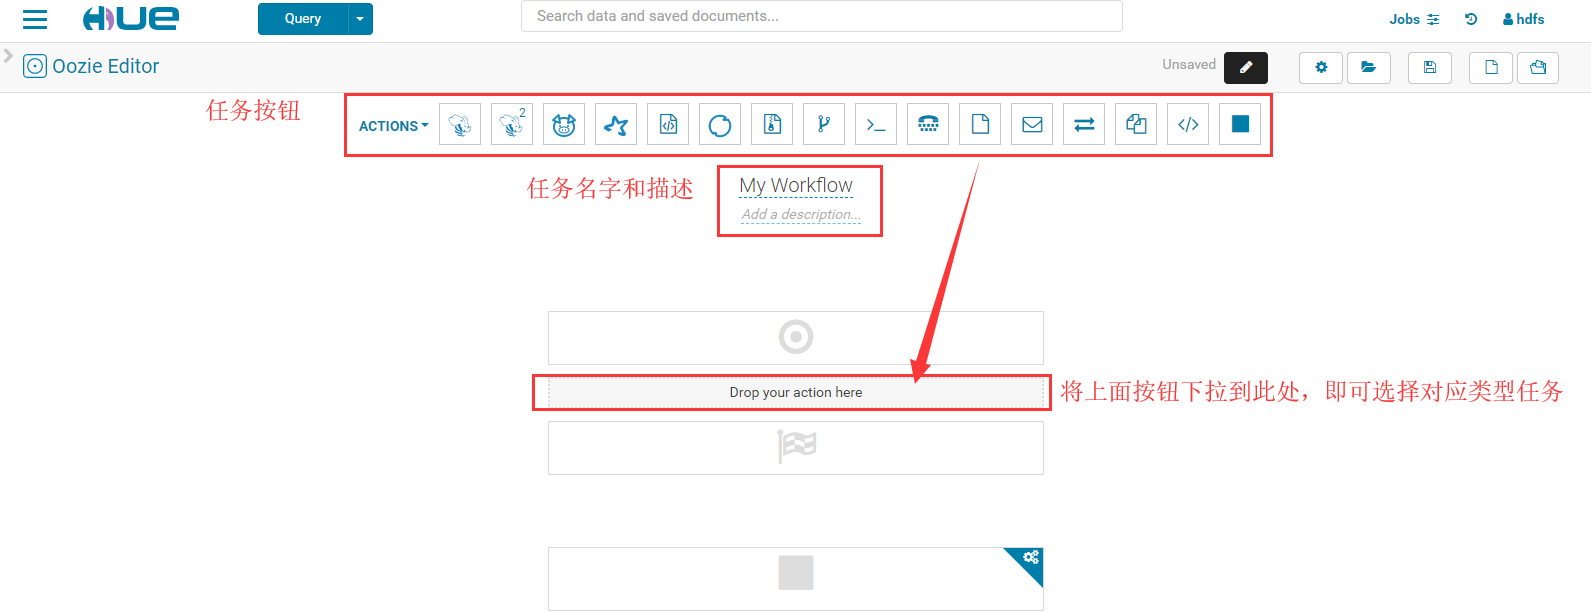 HUE
Query
Search data and saved documents...
Jobs
hdfs
Oozie Editor
Unsaved
任务按钮
ACTIONS
2
任务名字和描述
My Workflow
Add a description...
Drop your action here
将上面按钮下拉到此处，即可选择对应类型任务